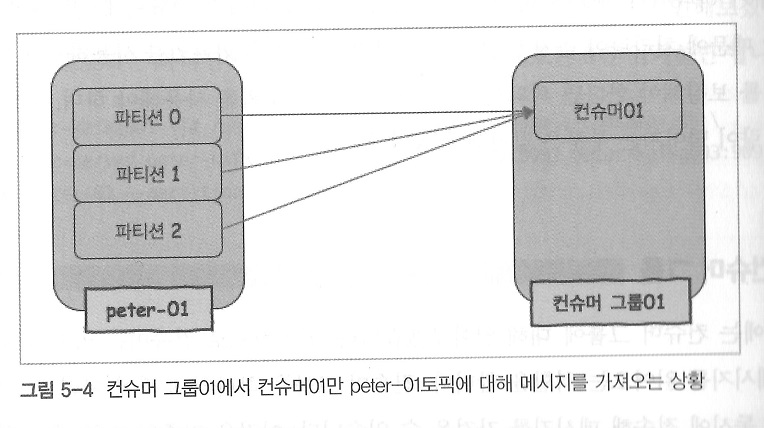 파티션 0
파티션 1
파티션 2
peter-01
컨슈머01
컨슈머 그룹01
그림 5-4 컨슈머 그룹01에서 컨슈머01만 peter-01토픽에 대해 메시지를 가져오는 상황